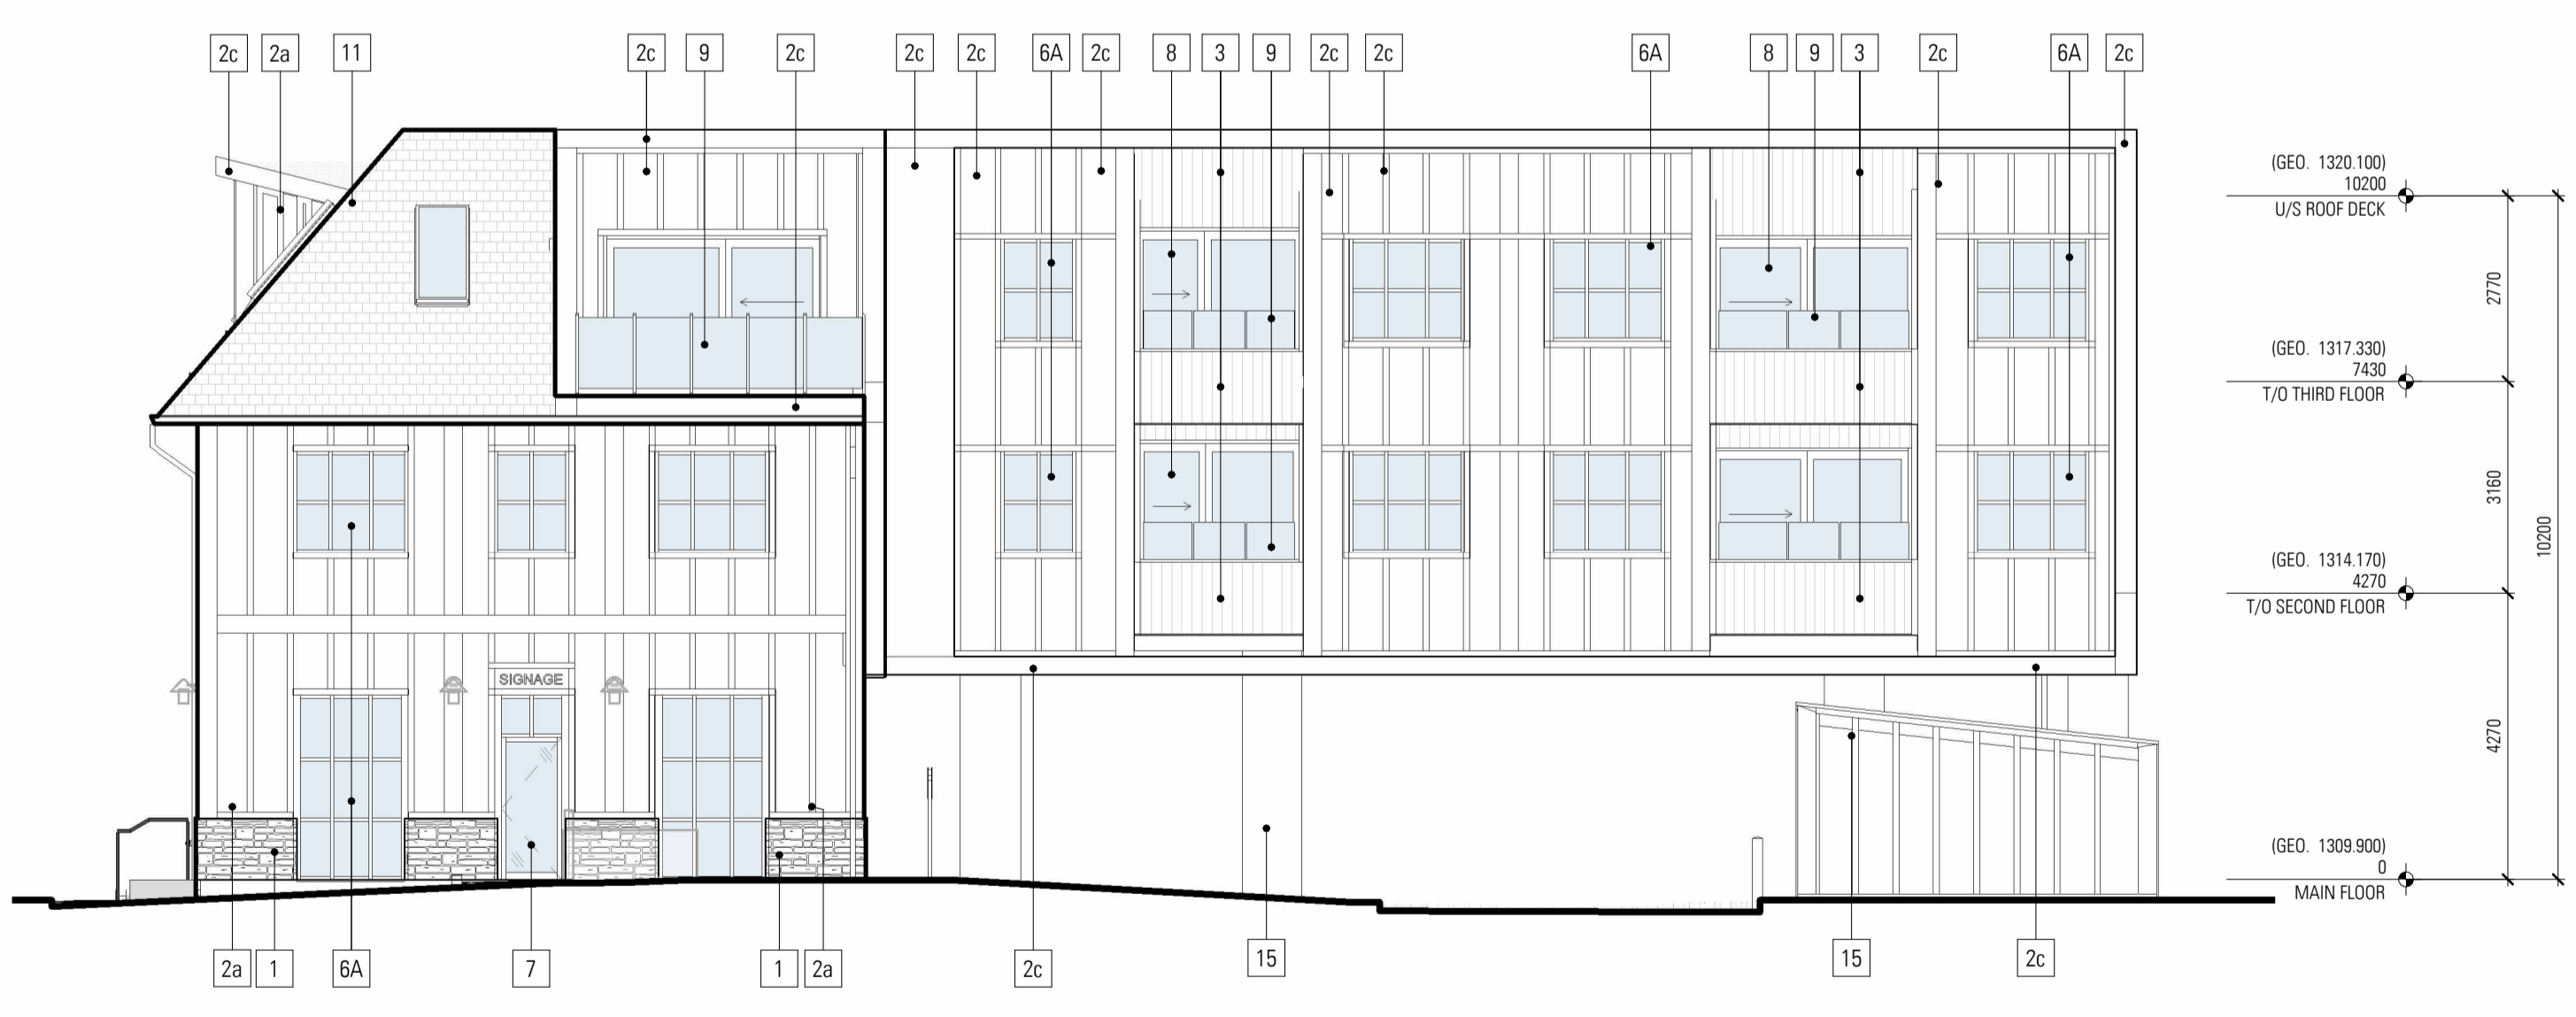 2c 2a 11 2c 9 2c 2c 2c 6A 2c 8 3 9 2c 2c 6A 8 9 3 2c 6A 2c
(GEO. 1320.100)
10200
U/S ROOF DECK
2770
(GEO. 1317.330)
7430
T/O THIRD FLOOR
3160
10200
(GEO. 1314.170)
4270
T/O SECOND FLOOR
SIGNAGE
4270
(GEO. 1309.900)
0
MAIN FLOOR
2a 1 6A 7 1 2a 2c 15 15 2c